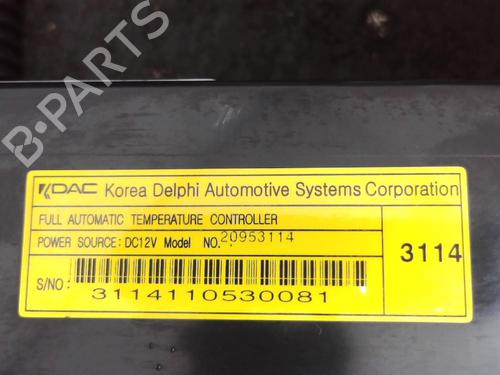 B-PARTS
KDAC Korea Delphi Automotive Systems Corporation
FULL AUTOMATIC TEMPERATURE CONTROLLER
POWER SOURCE: DC12V Model NO. 20953114
3114
S/NO:
3114110530081